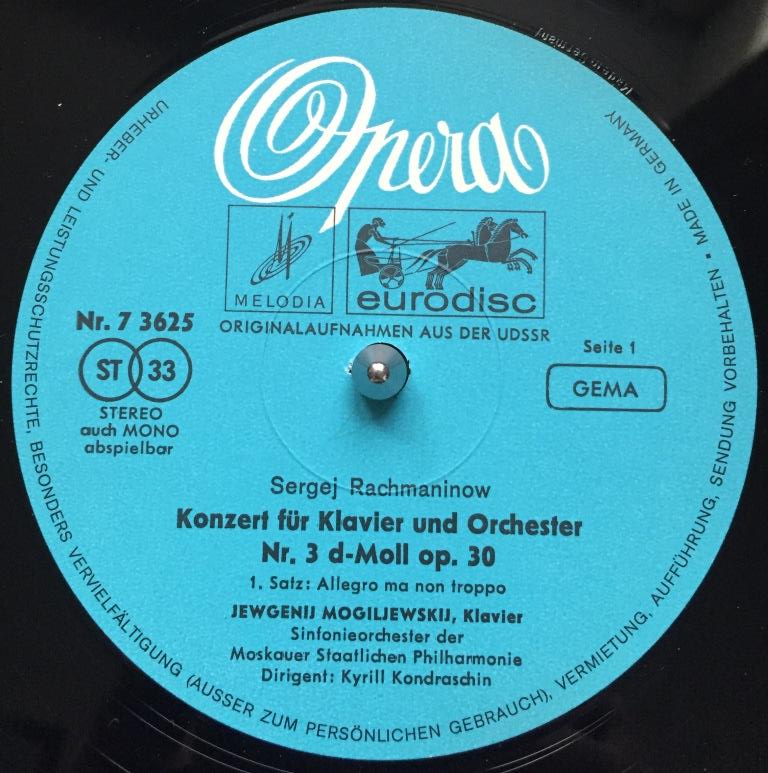 Opera
MELODIA
eurodisc
ORIGINALAUFNAHMEN AUS DER UDSSR
Nr. 7 3625
ST 33
STEREO
auch MONO
abspielbar
Seite 1
GEMA
Sergej Rachmaninow
Konzert für Klavier und Orchester
Nr. 3 d-Moll op. 30
1. Satz: Allegro ma non troppo
JEWGENIJ MOGILJEWSKIJ, Klavier
Sinfonieorchester der
Moskauer Staatlichen Philharmonie
Dirigent: Kyrill Kondraschin
URHEBER- UND LEISTUNGSSCHUTZRECHTE, BESONDERS VERVIELFÄLTIGUNG (AUSSER ZUM PERSÖNLICHEN GEBRAUCH), VERMIETUNG, AUFFÜHRUNG, SENDUNG VORBEHALTEN • MADE IN GERMANY
Made in Germany